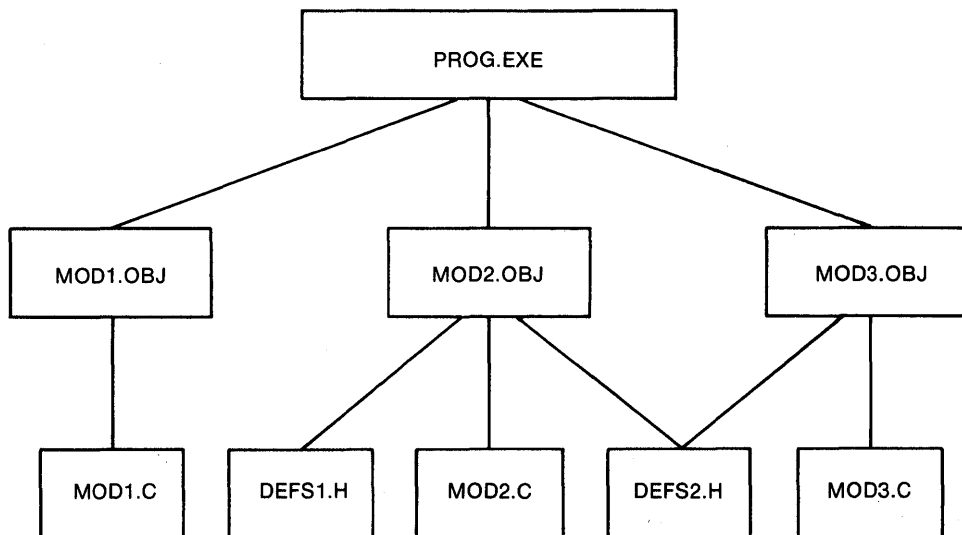 PROG.EXE
MOD1.OBJ
MOD2.OBJ
MOD3.OBJ
MOD1.C
DEFS1.H
MOD2.C
DEFS2.H
MOD3.C